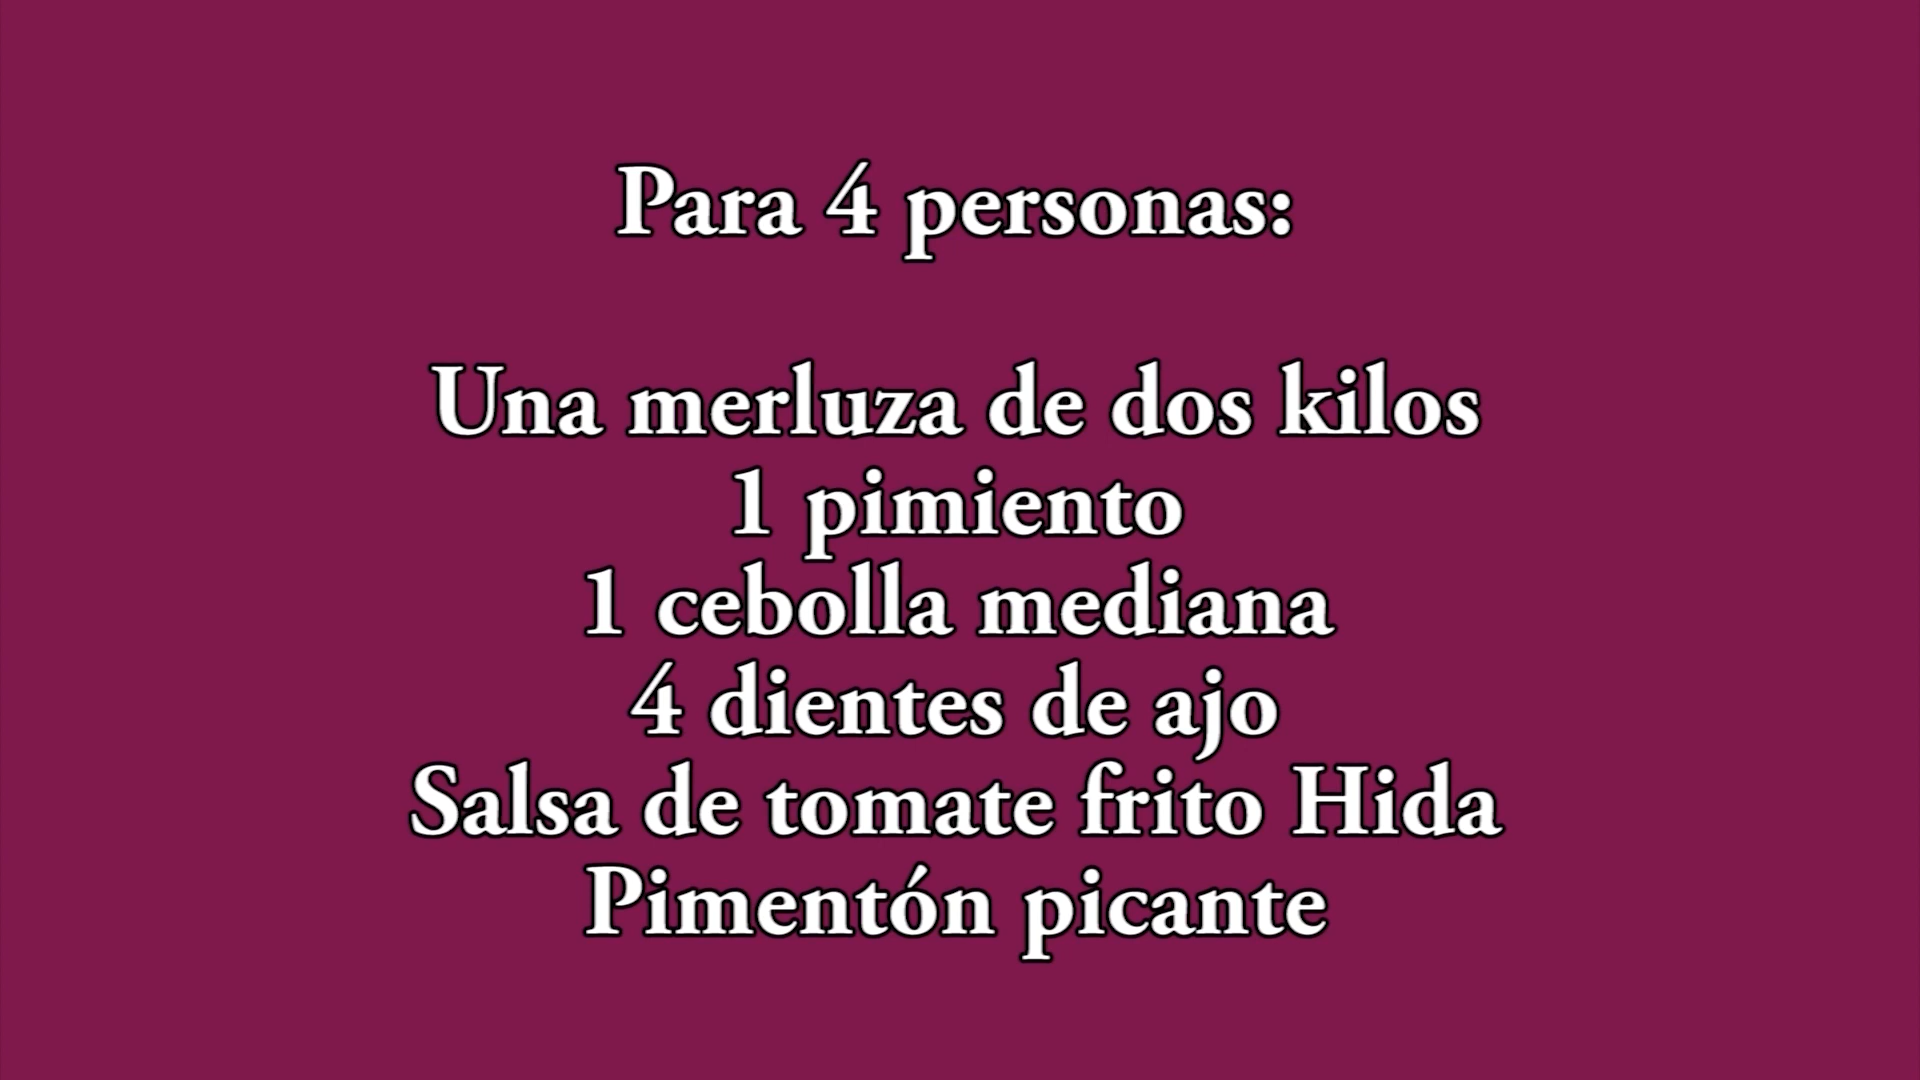 Para 4 personas:
Una merluza de dos kilos
1 pimiento
1 cebolla mediana
4 dientes de ajo
Salsa de tomate frito Hida
Pimentón picante